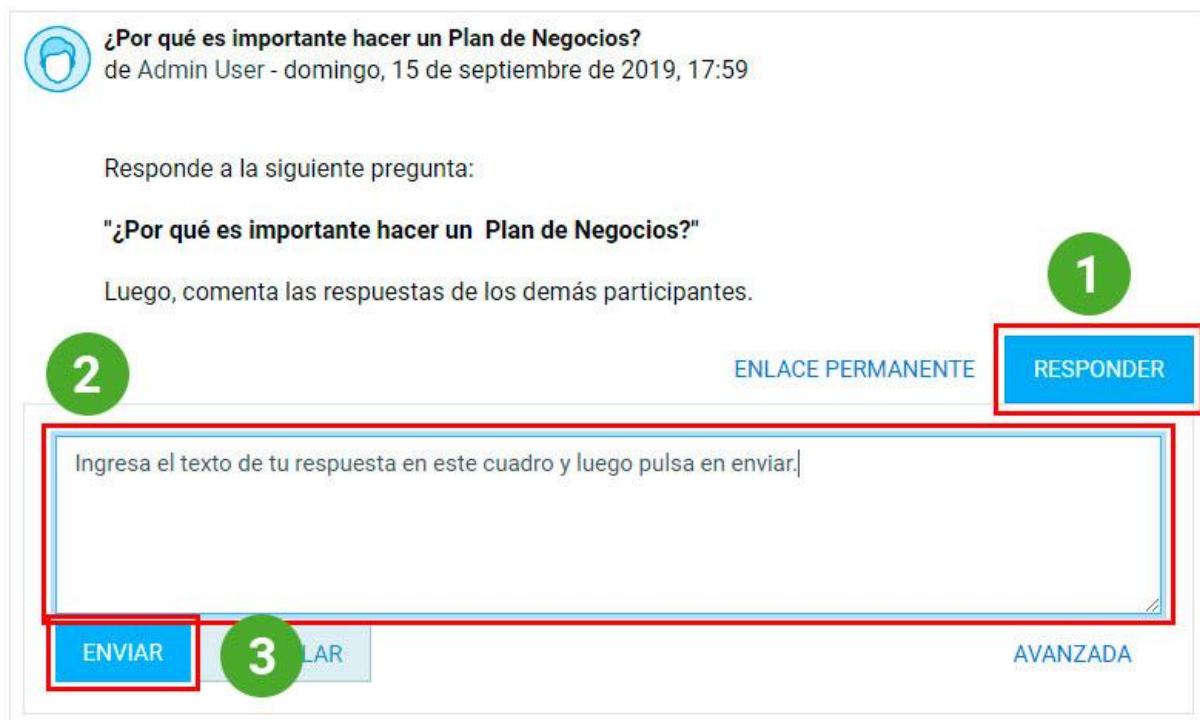 ¿Por qué es importante hacer un Plan de Negocios?
de Admin User - domingo, 15 de septiembre de 2019, 17:59
Responde a la siguiente pregunta:
"¿Por qué es importante hacer un  Plan de Negocios?"
Luego, comenta las respuestas de los demás participantes.
1
2
ENLACE PERMANENTE
RESPONDER
Ingresa el texto de tu respuesta en este cuadro y luego pulsa en enviar.
ENVIAR
3
LAR
AVANZADA